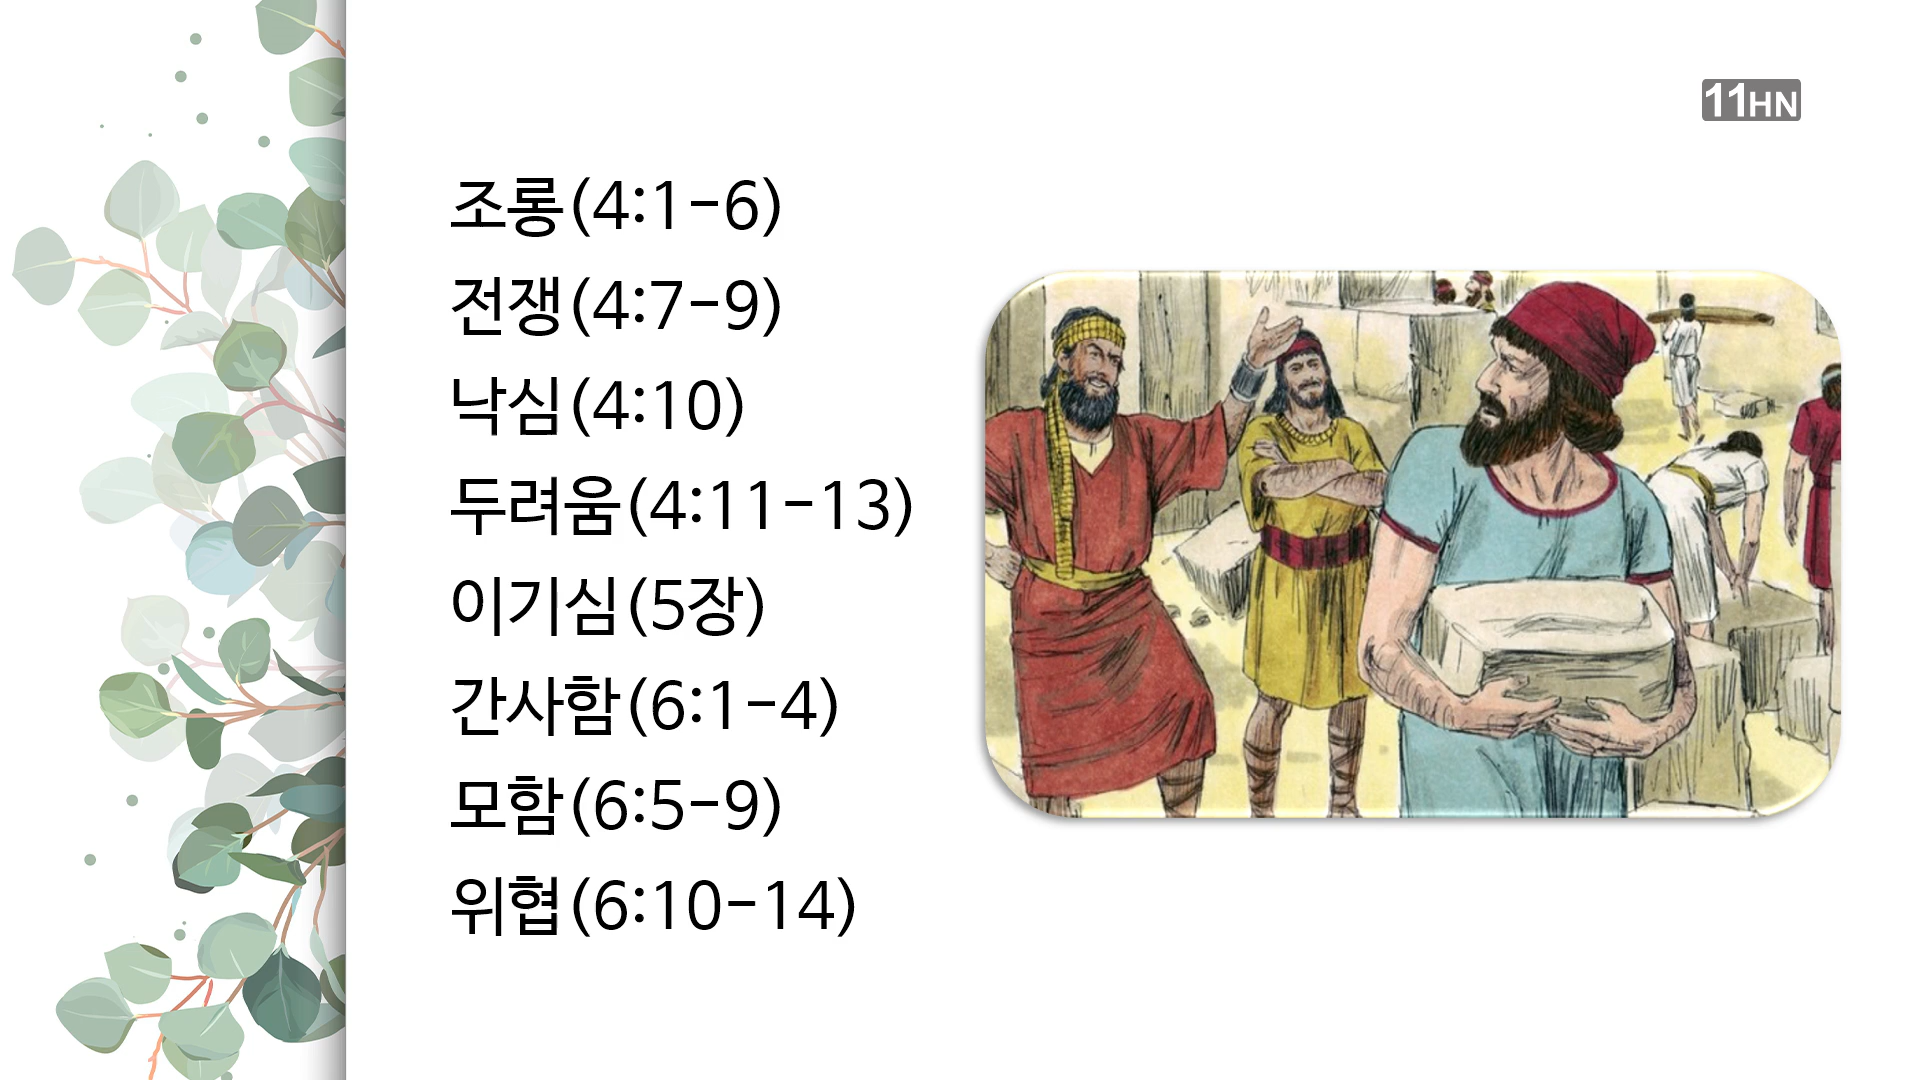 11HN
조롱(4:1-6)
전쟁(4:7-9)
낙심(4:10)
두려움(4:11-13)
이기심(5장)
간사함(6:1-4)
모함(6:5-9)
위협(6:10-14)